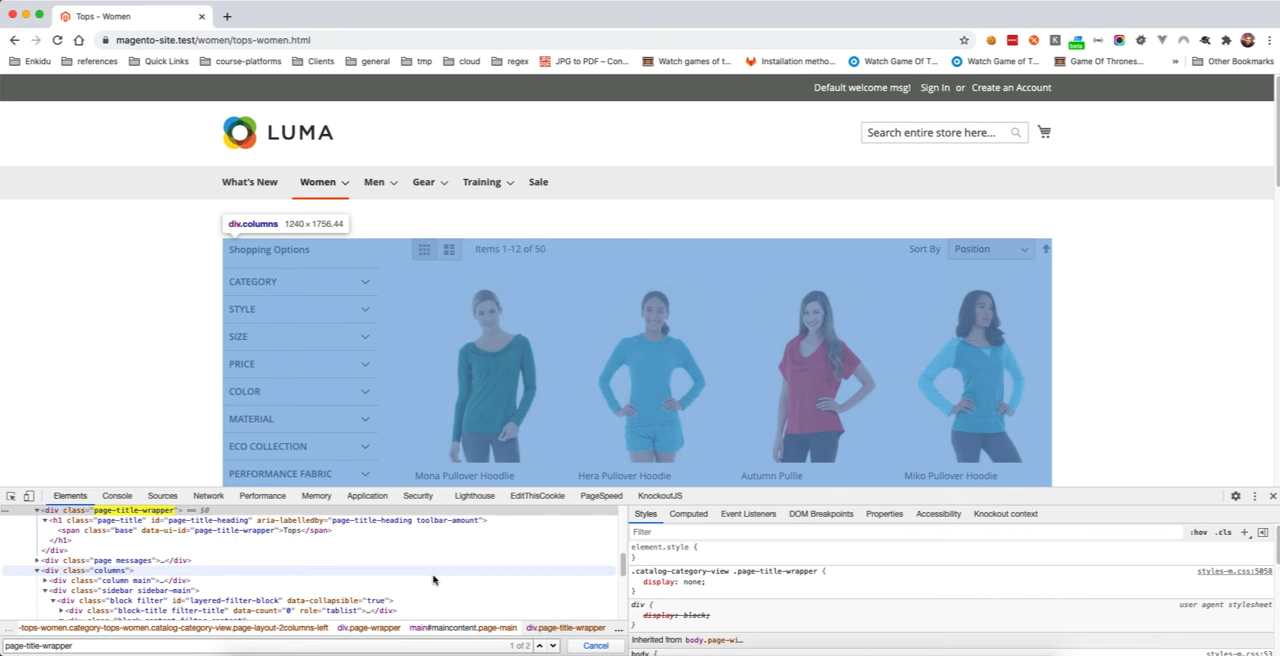 Tops - Women
magento-site.test/women/tops-women.html
beta
Enkidu references Quick Links course-platforms Clients general tmp cloud regex JPG to PDF – Con... Watch games of t... Installation metho... Watch Game Of T... Watch Game of T... Game Of Thrones... » Other Bookmarks
Default welcome msg! Sign In or Create an Account
LUMA
Search entire store here...
What's New Women Men Gear Training Sale
div.columns 1240 × 1756.44
Shopping Options
Items 1-12 of 50
Sort By Position
CATEGORY
STYLE
SIZE
PRICE
COLOR
MATERIAL
ECO COLLECTION
PERFORMANCE FABRIC
Mona Pullover Hoodlie Hera Pullover Hoodie Autumn Pullie Miko Pullover Hoodie
Elements Console Sources Network Performance Memory Application Security Lighthouse EditThisCookie PageSpeed KnockoutJS
... ▼<div class="page-title-wrapper"> == $0
▼<h1 class="page-title" id="page-title-heading" aria-labelledby="page-title-heading toolbar-amount">
<span class="base" data-ui-id="page-title-wrapper">Tops</span>
</h1>
</div>
▶<div class="page messages">…</div>
▼<div class="columns">
▶<div class="column main">…</div>
▼<div class="sidebar sidebar-main">
▼<div class="block filter" id="layered-filter-block" data-collapsible="true">
▶<div class="block-title filter-title" data-count="0" role="tablist">…</div>
... -tops-women.category-tops-women.catalog-category-view.page-layout-2columns-left div.page-wrapper main#maincontent.page-main div.page-title-wrapper ...
page-title-wrapper 1 of 2 Cancel
Styles Computed Event Listeners DOM Breakpoints Properties Accessibility Knockout context
Filter :hov .cls +
element.style {
}
.catalog-category-view .page-title-wrapper { styles-m.css:5058
display: none;
}
div { user agent stylesheet
display: block;
}
Inherited from body.page-wi…
body { styles-m.css:53